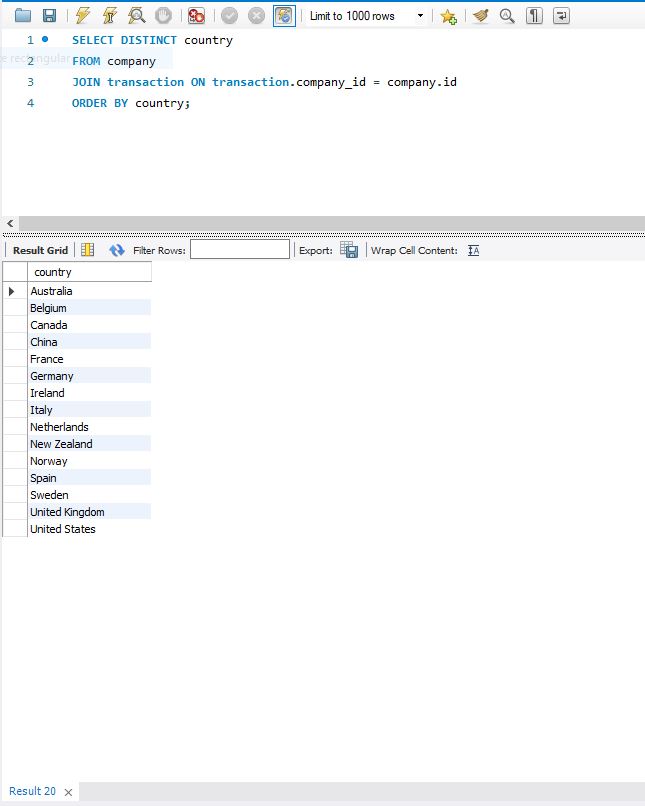 Limit to 1000 rows
1 SELECT DISTINCT country
e rectangular
2 FROM company
3 JOIN transaction ON transaction.company_id = company.id
4 ORDER BY country;
Result Grid Filter Rows: Export: Wrap Cell Content:
country
Australia
Belgium
Canada
China
France
Germany
Ireland
Italy
Netherlands
New Zealand
Norway
Spain
Sweden
United Kingdom
United States
Result 20